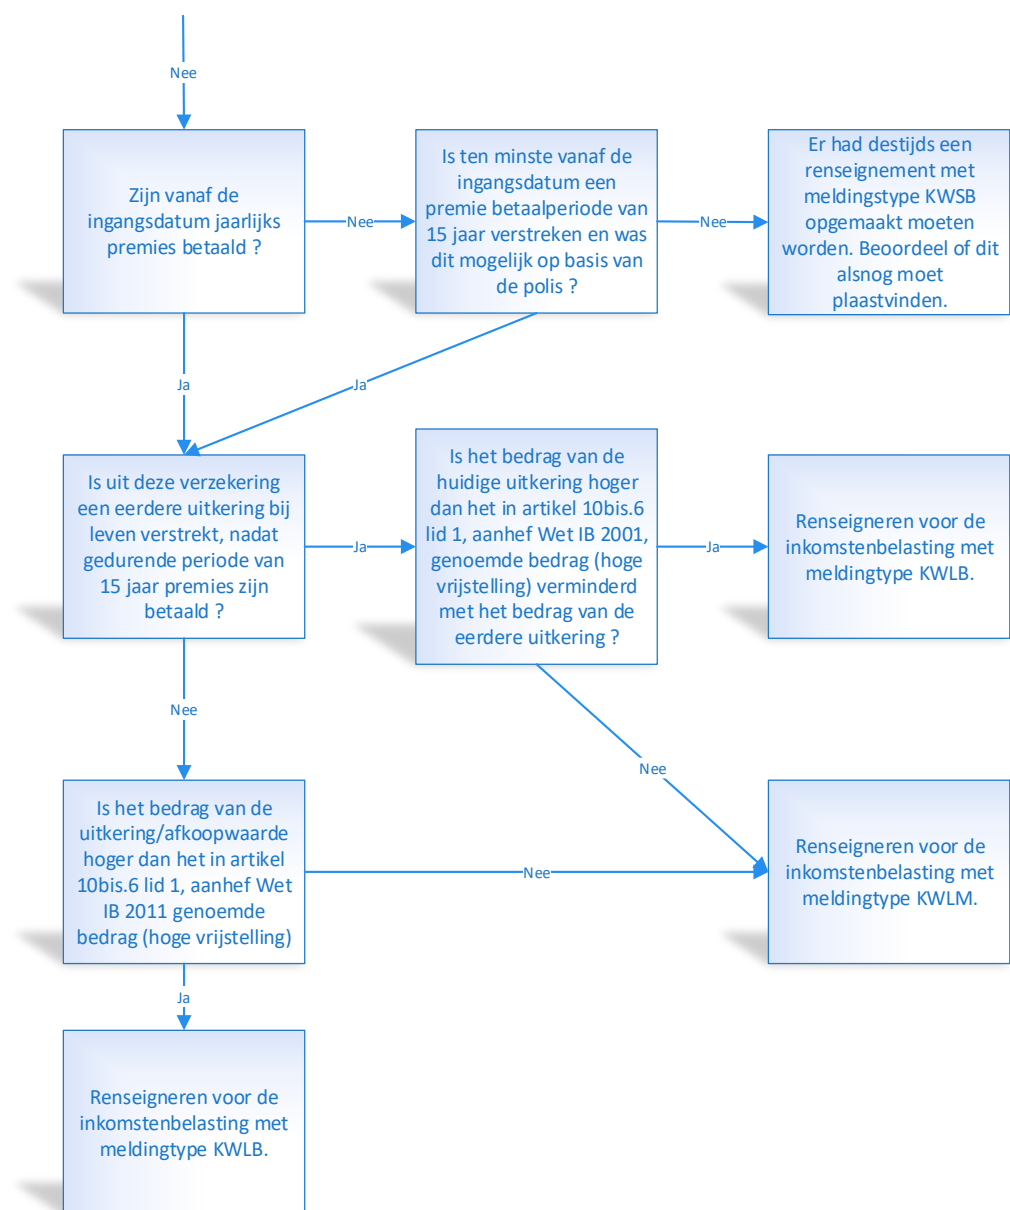 Nee
Zijn vanaf de
ingangsdatum jaarlijks
premies betaald ?
Nee
Is ten minste vanaf de
ingangsdatum een
premie betaalperiode van
15 jaar verstreken en was
dit mogelijk op basis van
de polis ?
Nee
Er had destijds een
renseignement met
meldingstype KWSB
opgemaakt moeten
worden. Beoordeel of dit
alsnog moet
plaastvinden.
Ja
Ja
Is uit deze verzekering
een eerdere uitkering bij
leven verstrekt, nadat
gedurende periode van
15 jaar premies zijn
betaald ?
Ja
Is het bedrag van de
huidige uitkering hoger
dan het in artikel 10bis.6
lid 1, aanhef Wet IB 2001,
genoemde bedrag (hoge
vrijstelling) verminderd
met het bedrag van de
eerdere uitkering ?
Ja
Renseigneren voor de
inkomstenbelasting met
meldingtype KWLB.
Nee
Nee
Is het bedrag van de
uitkering/afkoopwaarde
hoger dan het in artikel
10bis.6 lid 1, aanhef Wet
IB 2011 genoemde
bedrag (hoge vrijstelling)
Nee
Renseigneren voor de
inkomstenbelasting met
meldingtype KWLM.
Ja
Renseigneren voor de
inkomstenbelasting met
meldingtype KWLB.